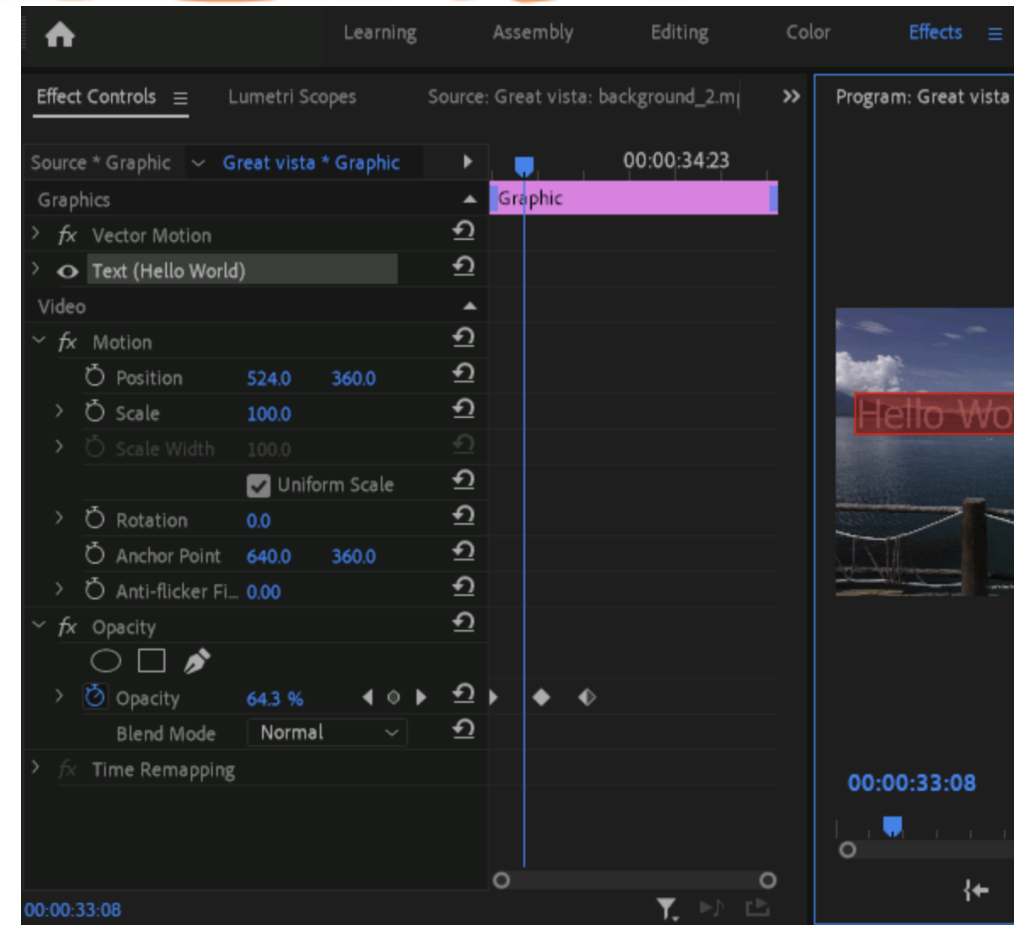 Learning Assembly Editing Color Effects
Effect Controls Lumetri Scopes Source: Great vista: background_2.m Program: Great vista
Source * Graphic Great vista * Graphic 00:00:34:23
Graphics Graphic
fx Vector Motion
Text (Hello World)
Video
fx Motion
Position 524.0 360.0
Scale 100.0
Hello Wo
Scale Width 100.0
Uniform Scale
Rotation 0.0
Anchor Point 640.0 360.0
Anti-flicker Fi... 0.00
fx Opacity
Opacity 64.3 %
Blend Mode Normal
fx Time Remapping
00:00:33:08
00:00:33:08